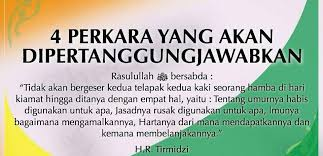 4 PERKARA YANG AKAN
DIPERTANGGUNGJAWABKAN
Rasulullah ﷺ bersabda :
"Tidak akan bergeser kedua telapak kedua kaki seorang hamba di hari
kiamat hingga ditanya dengan empat hal, yaitu : Tentang umurnya habis
digunakan untuk apa, Jasadnya rusak digunakan untuk apa, Ilmunya
bagaimana mengamalkannya, Hartanya dari mana mendapatkannya dan
kemana membelanjakannya."
H.R. Tirmidzi